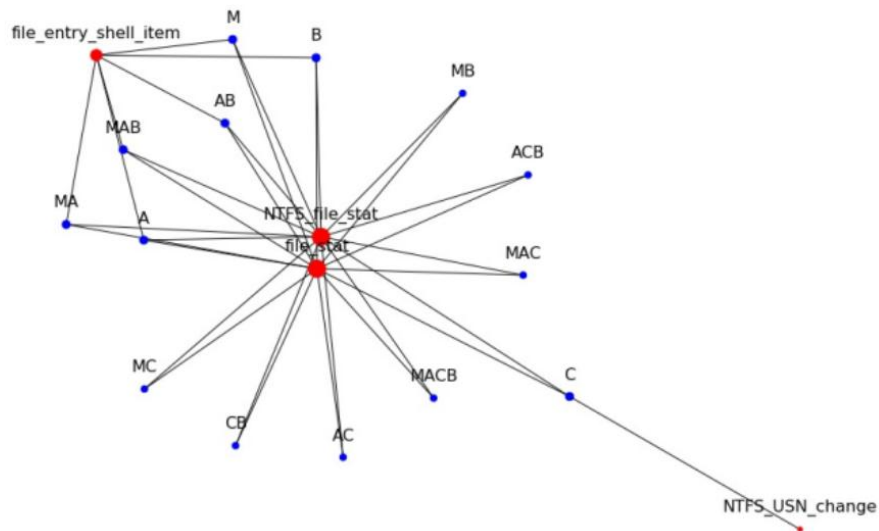 M
file_entry_shell_item
B
MB
AB
MAB
ACB
MA
A
NTFS_file_stat
file_stat
MAC
MC
MACB
C
CB
AC
NTFS_USN_change